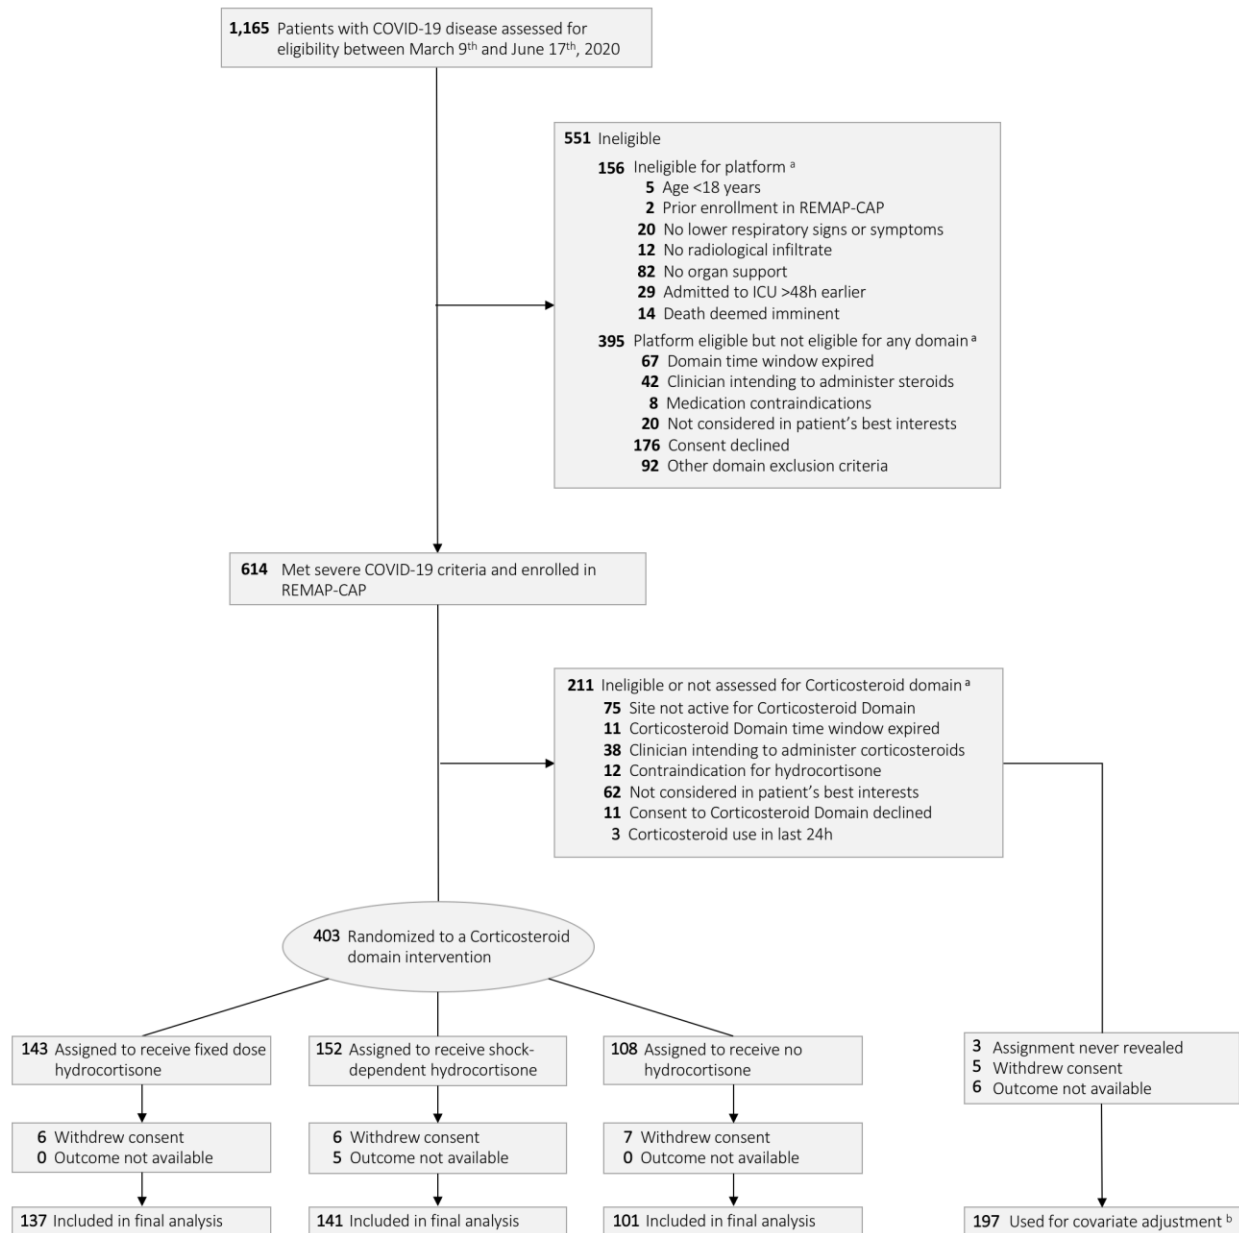 1,165 Patients with COVID-19 disease assessed for
eligibility between March 9th and June 17th, 2020
551 Ineligible
156 Ineligible for platform a
5 Age <18 years
2 Prior enrollment in REMAP-CAP
20 No lower respiratory signs or symptoms
12 No radiological infiltrate
82 No organ support
29 Admitted to ICU >48h earlier
14 Death deemed imminent
395 Platform eligible but not eligible for any domain a
67 Domain time window expired
42 Clinician intending to administer steroids
8 Medication contraindications
20 Not considered in patient's best interests
176 Consent declined
92 Other domain exclusion criteria
614 Met severe COVID-19 criteria and enrolled in
REMAP-CAP
211 Ineligible or not assessed for Corticosteroid domain a
75 Site not active for Corticosteroid Domain
11 Corticosteroid Domain time window expired
38 Clinician intending to administer corticosteroids
12 Contraindication for hydrocortisone
62 Not considered in patient's best interests
11 Consent to Corticosteroid Domain declined
3 Corticosteroid use in last 24h
403 Randomized to a Corticosteroid
domain intervention
143 Assigned to receive fixed dose
hydrocortisone
152 Assigned to receive shock-
dependent hydrocortisone
108 Assigned to receive no
hydrocortisone
3 Assignment never revealed
5 Withdrew consent
6 Outcome not available
6 Withdrew consent
0 Outcome not available
6 Withdrew consent
5 Outcome not available
7 Withdrew consent
0 Outcome not available
137 Included in final analysis
141 Included in final analysis
101 Included in final analysis
197 Used for covariate adjustment b